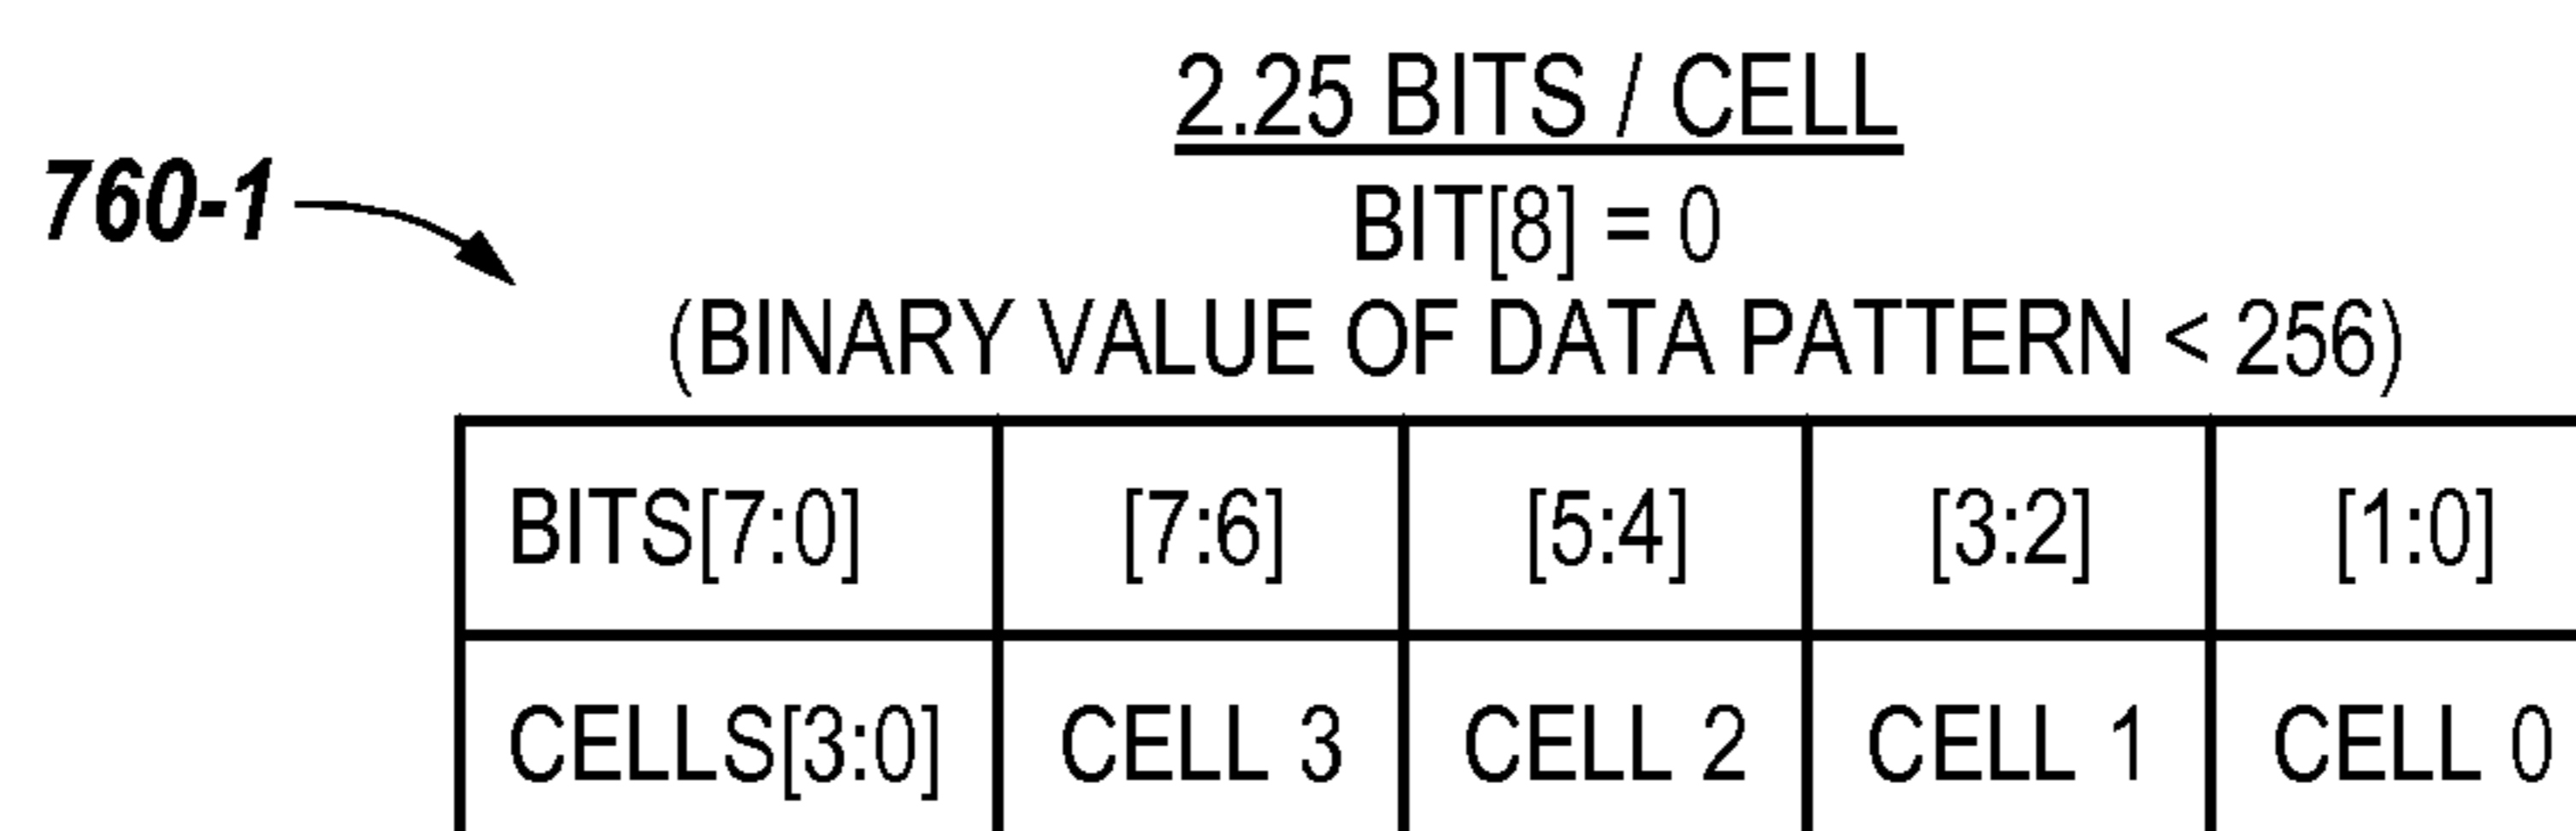 2.25 BITS / CELL
760-1
BIT[8] = 0
(BINARY VALUE OF DATA PATTERN < 256)
BITS[7:0] [7:6] [5:4] [3:2] [1:0]
CELLS[3:0] CELL 3 CELL 2 CELL 1 CELL 0